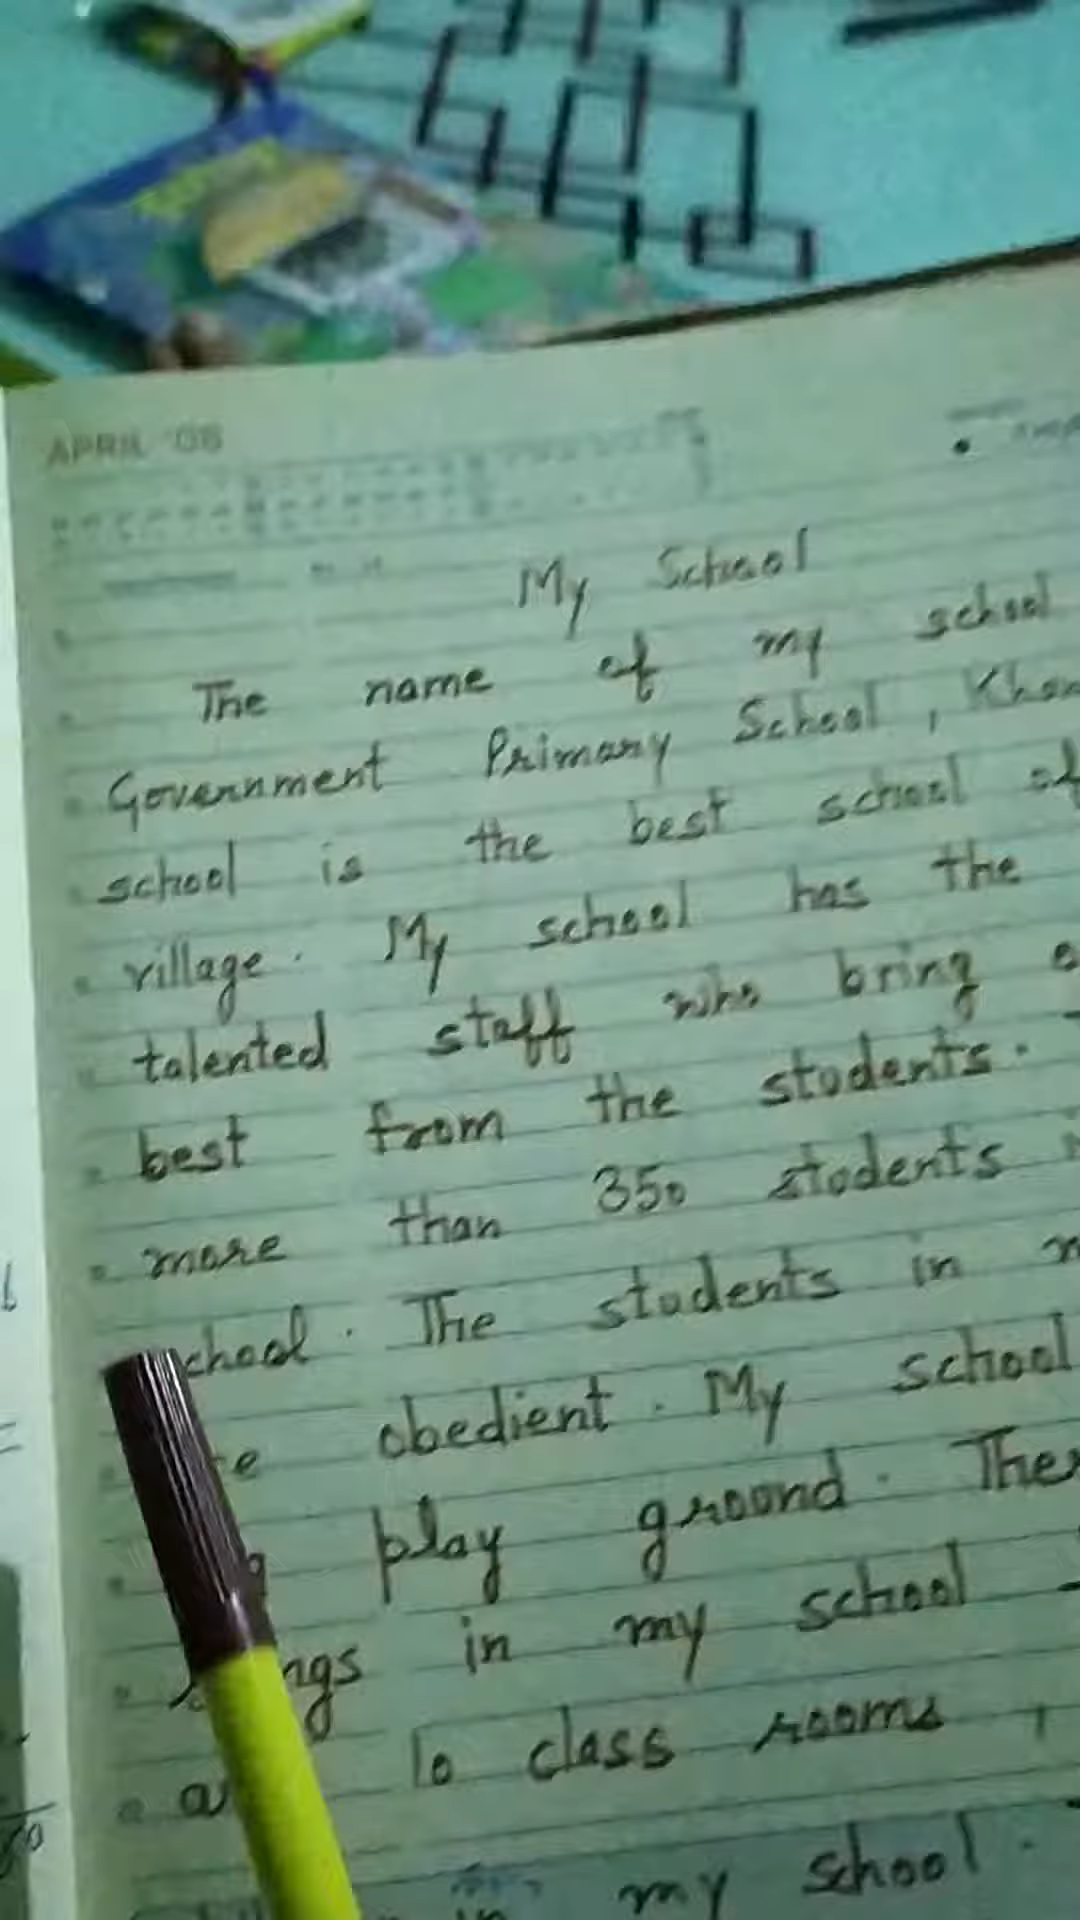 APRIL '08
My School
The name of my school
Government Primary School,
school is the best school of
village. My school has the
talented staff who bring
best from the students.
more than 350 students
chool. The students in
obedient. My school
play ground.
ngs in my school
10 class rooms,
in my school.